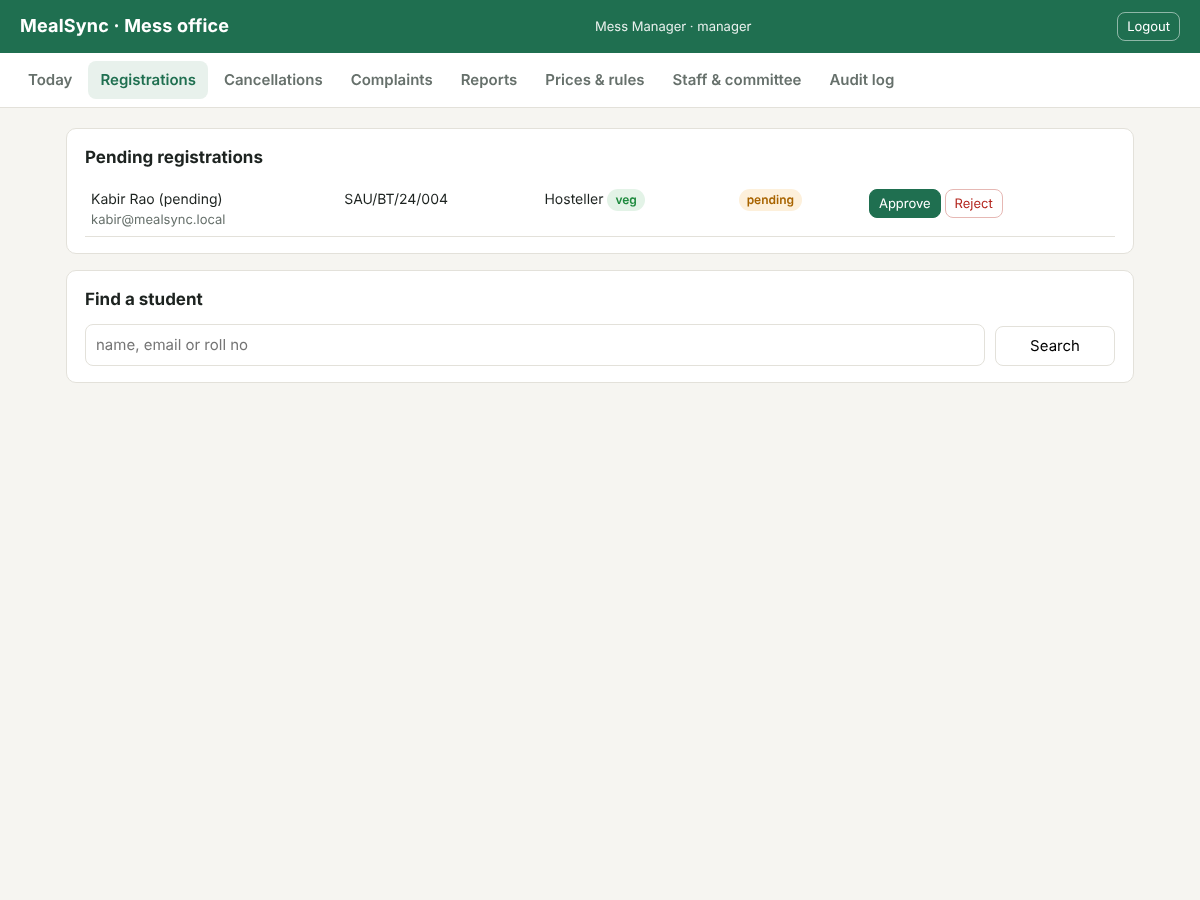 MealSync · Mess office
Mess Manager · manager
Logout
Today
Registrations
Cancellations
Complaints
Reports
Prices & rules
Staff & committee
Audit log
Pending registrations
Kabir Rao (pending)
kabir@mealsync.local
SAU/BT/24/004
Hosteller veg
pending
Approve
Reject
Find a student
name, email or roll no
Search